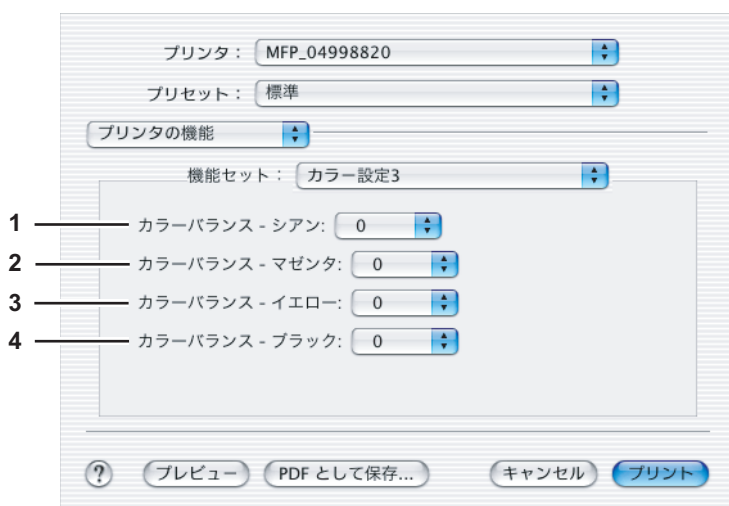 プリンタ： MFP_04998820
プリセット： 標準
プリンタの機能
機能セット： カラー設定3
1 カラーバランス - シアン: 0
2 カラーバランス - マゼンタ: 0
3 カラーバランス - イエロー: 0
4 カラーバランス - ブラック: 0
? プレビュー PDF として保存... キャンセル プリント